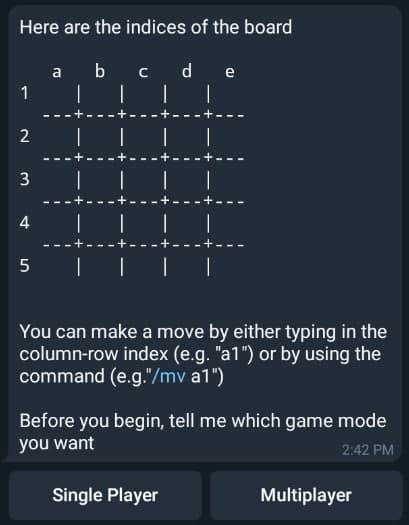 Here are the indices of the board
a b c d e
1 | | | |
---+---+---+---+---
2 | | | |
---+---+---+---+---
3 | | | |
---+---+---+---+---
4 | | | |
---+---+---+---+---
5 | | | |
You can make a move by either typing in the
column-row index (e.g. "a1") or by using the
command (e.g."/mv a1")
Before you begin, tell me which game mode
you want
2:42 PM
Single Player
Multiplayer